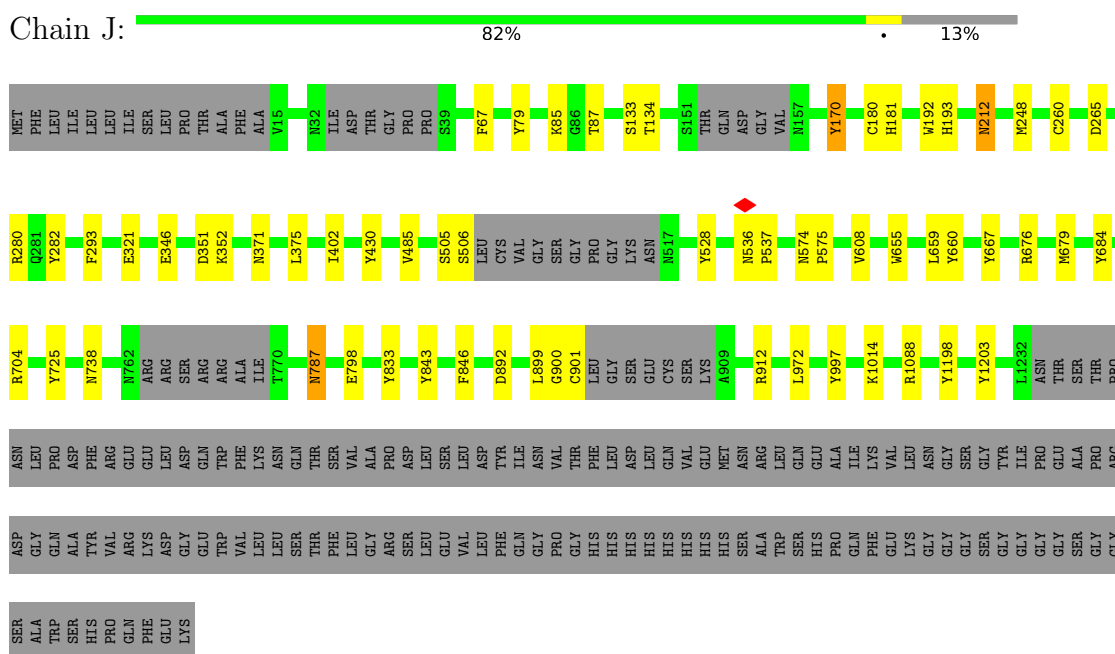 Chain J:
82% • 13%
MET PHE LEU ILE LEU LEU ILE SER LEU PRO THR ALA PHE ALA V15 N32 ILE ASP THR GLY PRO PRO S39 F67 Y79 K85 G86 T87 S133 T134 S151 THR GLN ASP GLY VAL N157 Y170 C180 H181 W192 H193 N212 M248 C260 D265
R280 Q281 Y282 F293 E321 E346 D351 K352 N371 L375 I402 Y430 V485 S505 S506 LEU CYS VAL GLY SER GLY PRO GLY LYS ASN N517 Y528 N536 P537 N574 P575 V608 W655 L659 Y660 Y667 R676 M679 Y684
R704 Y725 N738 N762 ARG ARG SER ARG ARG ALA ILE T770 N787 E798 Y833 Y843 F846 D892 L899 G900 C901 LEU GLY SER GLU CYS SER LYS A909 R912 L972 Y997 K1014 R1088 Y1198 Y1203 L1232 ASN THR SER THR PRO
ASN LEU PRO ASP PHE ARG GLU GLU LEU ASP GLN TRP PHE LYS ASN GLN THR SER VAL ALA PRO ASP LEU SER LEU ASP TYR ILE ASN VAL THR PHE LEU ASP LEU GLN VAL GLU MET ASN ARG LEU GLN GLU ALA ILE LYS VAL LEU ASN GLY SER GLY TYR ILE PRO GLU ALA PRO ARG
ASP GLY GLN ALA TYR VAL ARG LYS ASP GLY GLU TRP VAL LEU LEU SER THR PHE LEU GLY ARG SER LEU GLU VAL LEU PHE GLN GLY PRO GLY HIS HIS HIS HIS HIS HIS HIS HIS SER ALA TRP SER HIS PRO GLN PHE GLU LYS GLY GLY GLY SER GLY GLY GLY GLY SER GLY GLY
SER ALA TRP SER HIS PRO GLN PHE GLU LYS